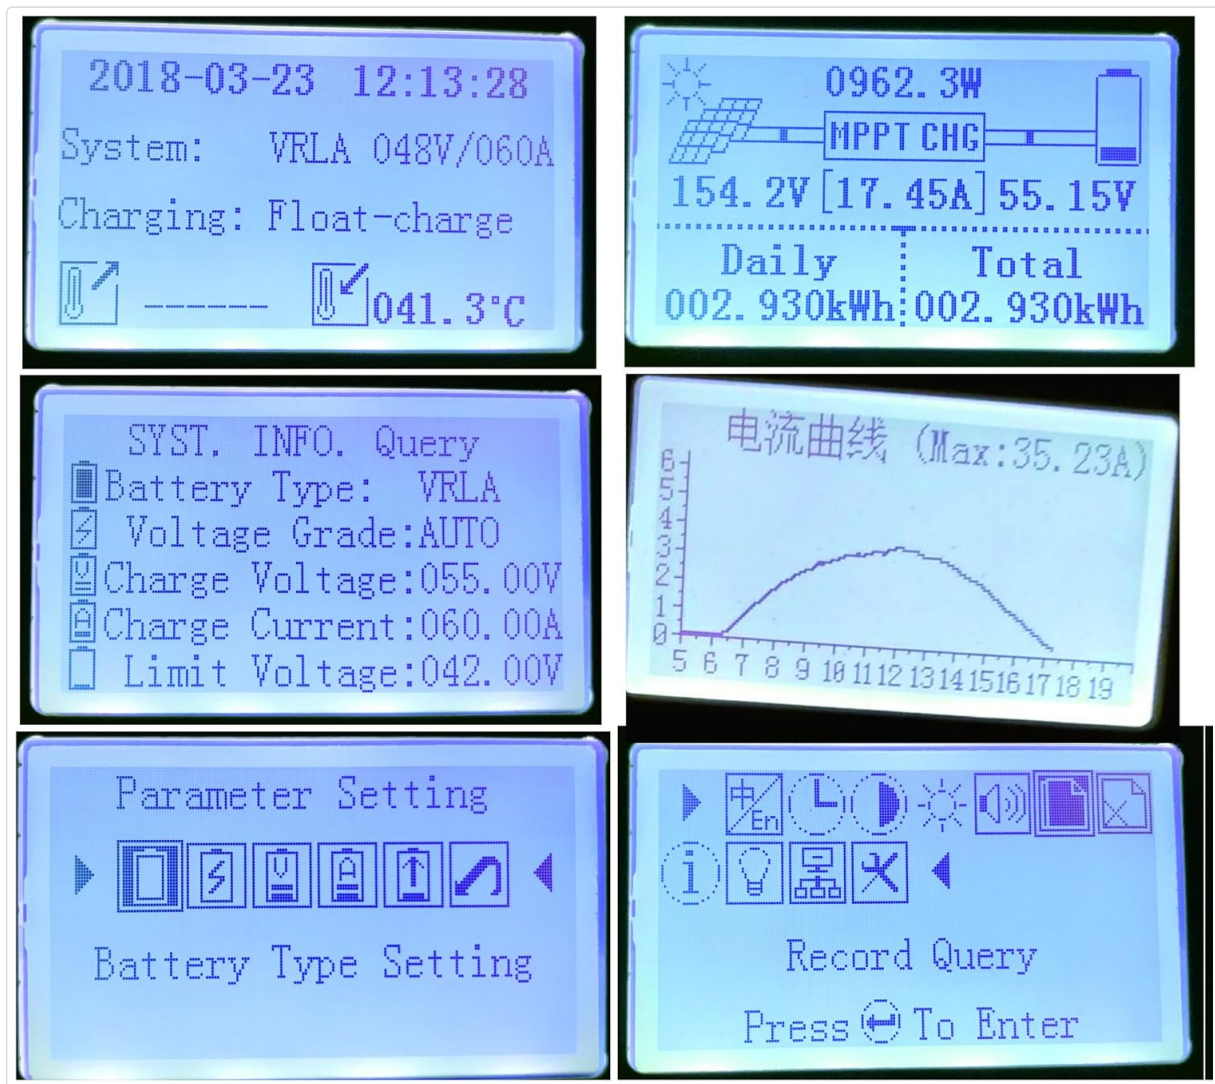 2018-03-23 12:13:28
System: VRLA 048V/060A
Charging: Float-charge
------ 041.3°C
0962.3W
MPPT CHG
154.2V [17.45A] 55.15V
Daily Total
002.930kWh 002.930kWh
SYST. INFO. Query
Battery Type: VRLA
Voltage Grade:AUTO
Charge Voltage:055.00V
Charge Current:060.00A
Limit Voltage:042.00V
电流曲线 (Max:35.23A)
6
5
4
3
2
1
0
5 6 7 8 9 10 11 12 13 14 15 16 17 18 19
Parameter Setting
V A
Battery Type Setting
中/En
i
Record Query
Press To Enter